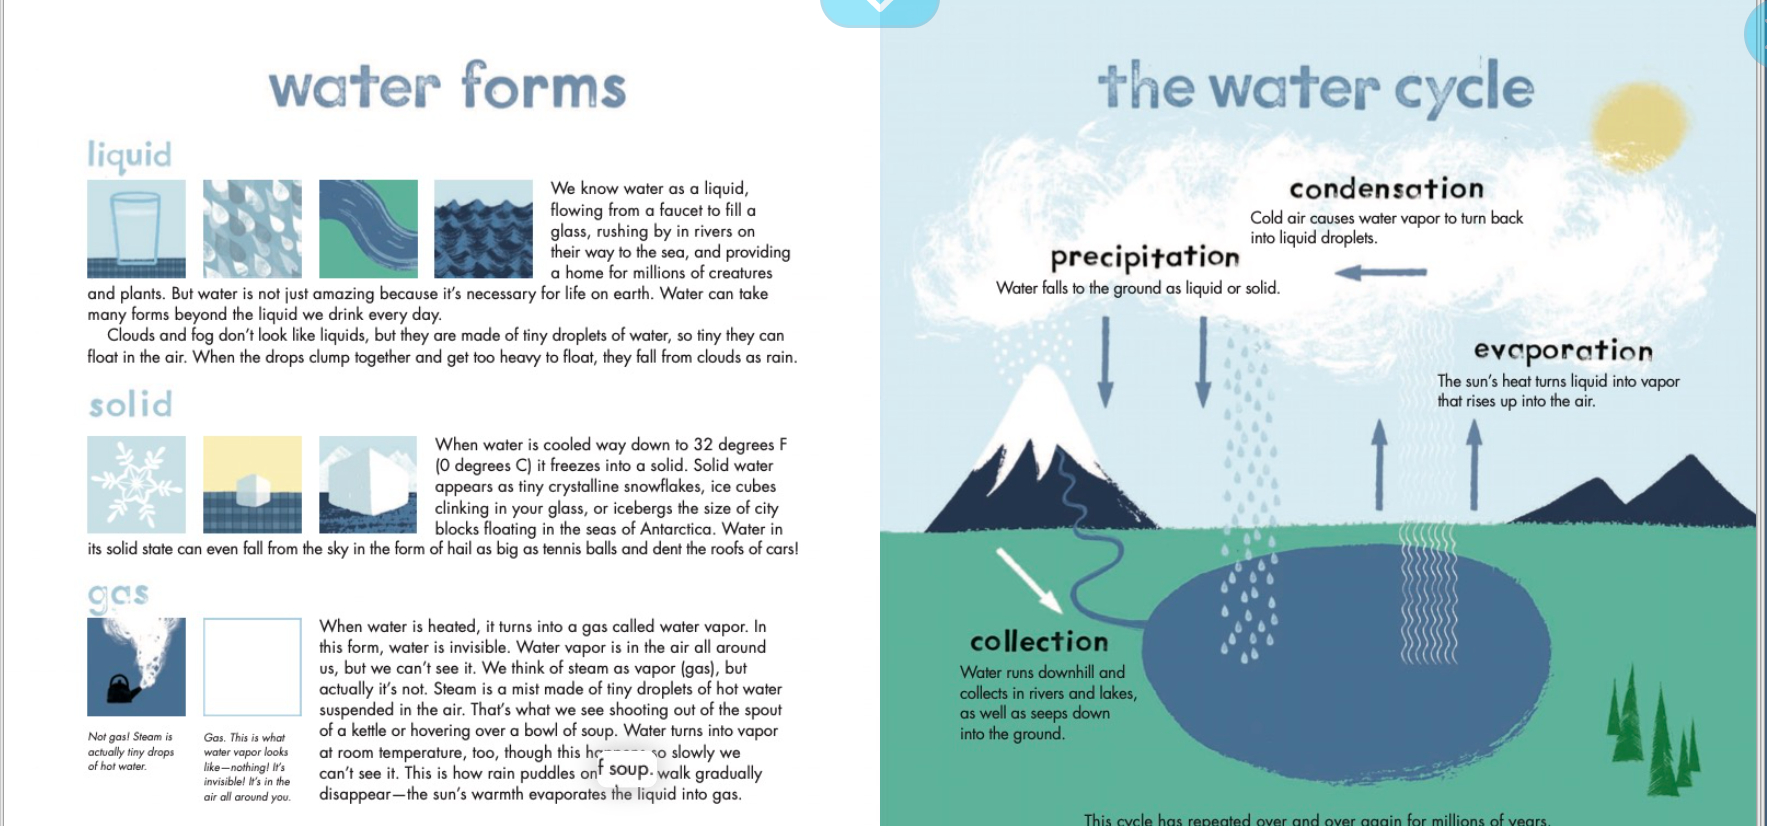 water forms
liquid
We know water as a liquid,
flowing from a faucet to fill a
glass, rushing by in rivers on
their way to the sea, and providing
a home for millions of creatures
and plants. But water is not just amazing because it's necessary for life on earth. Water can take
many forms beyond the liquid we drink every day.
Clouds and fog don't look like liquids, but they are made of tiny droplets of water, so tiny they can
float in the air. When the drops clump together and get too heavy to float, they fall from clouds as rain.
solid
When water is cooled way down to 32 degrees F
(0 degrees C) it freezes into a solid. Solid water
appears as tiny crystalline snowflakes, ice cubes
clinking in your glass, or icebergs the size of city
blocks floating in the seas of Antarctica. Water in
its solid state can even fall from the sky in the form of hail as big as tennis balls and dent the roofs of cars!
gas
Not gas! Steam is
actually tiny drops
of hot water.
Gas. This is what
water vapor looks
like—nothing! It's
invisible! It's in the
air all around you.
When water is heated, it turns into a gas called water vapor. In
this form, water is invisible. Water vapor is in the air all around
us, but we can't see it. We think of steam as vapor (gas), but
actually it's not. Steam is a mist made of tiny droplets of hot water
suspended in the air. That's what we see shooting out of the spout
of a kettle or hovering over a bowl of soup. Water turns into vapor
at room temperature, too, though this so slowly we
can't see it. This is how rain puddles on walk gradually
f soup.
disappear—the sun's warmth evaporates the liquid into gas.
the water cycle
condensation
Cold air causes water vapor to turn back
into liquid droplets.
precipitation
Water falls to the ground as liquid or solid.
evaporation
The sun's heat turns liquid into vapor
that rises up into the air.
collection
Water runs downhill and
collects in rivers and lakes,
as well as seeps down
into the ground.
This cycle has repeated over and over again for millions of years.